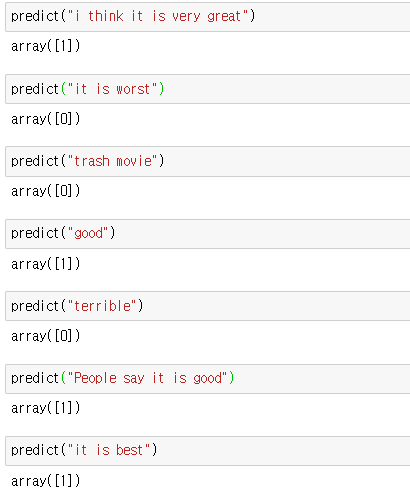 predict("i think it is very great")
array([1])
predict("it is worst")
array([0])
predict("trash movie")
array([0])
predict("good")
array([1])
predict("terrible")
array([0])
predict("People say it is good")
array([1])
predict("it is best")
array([1])